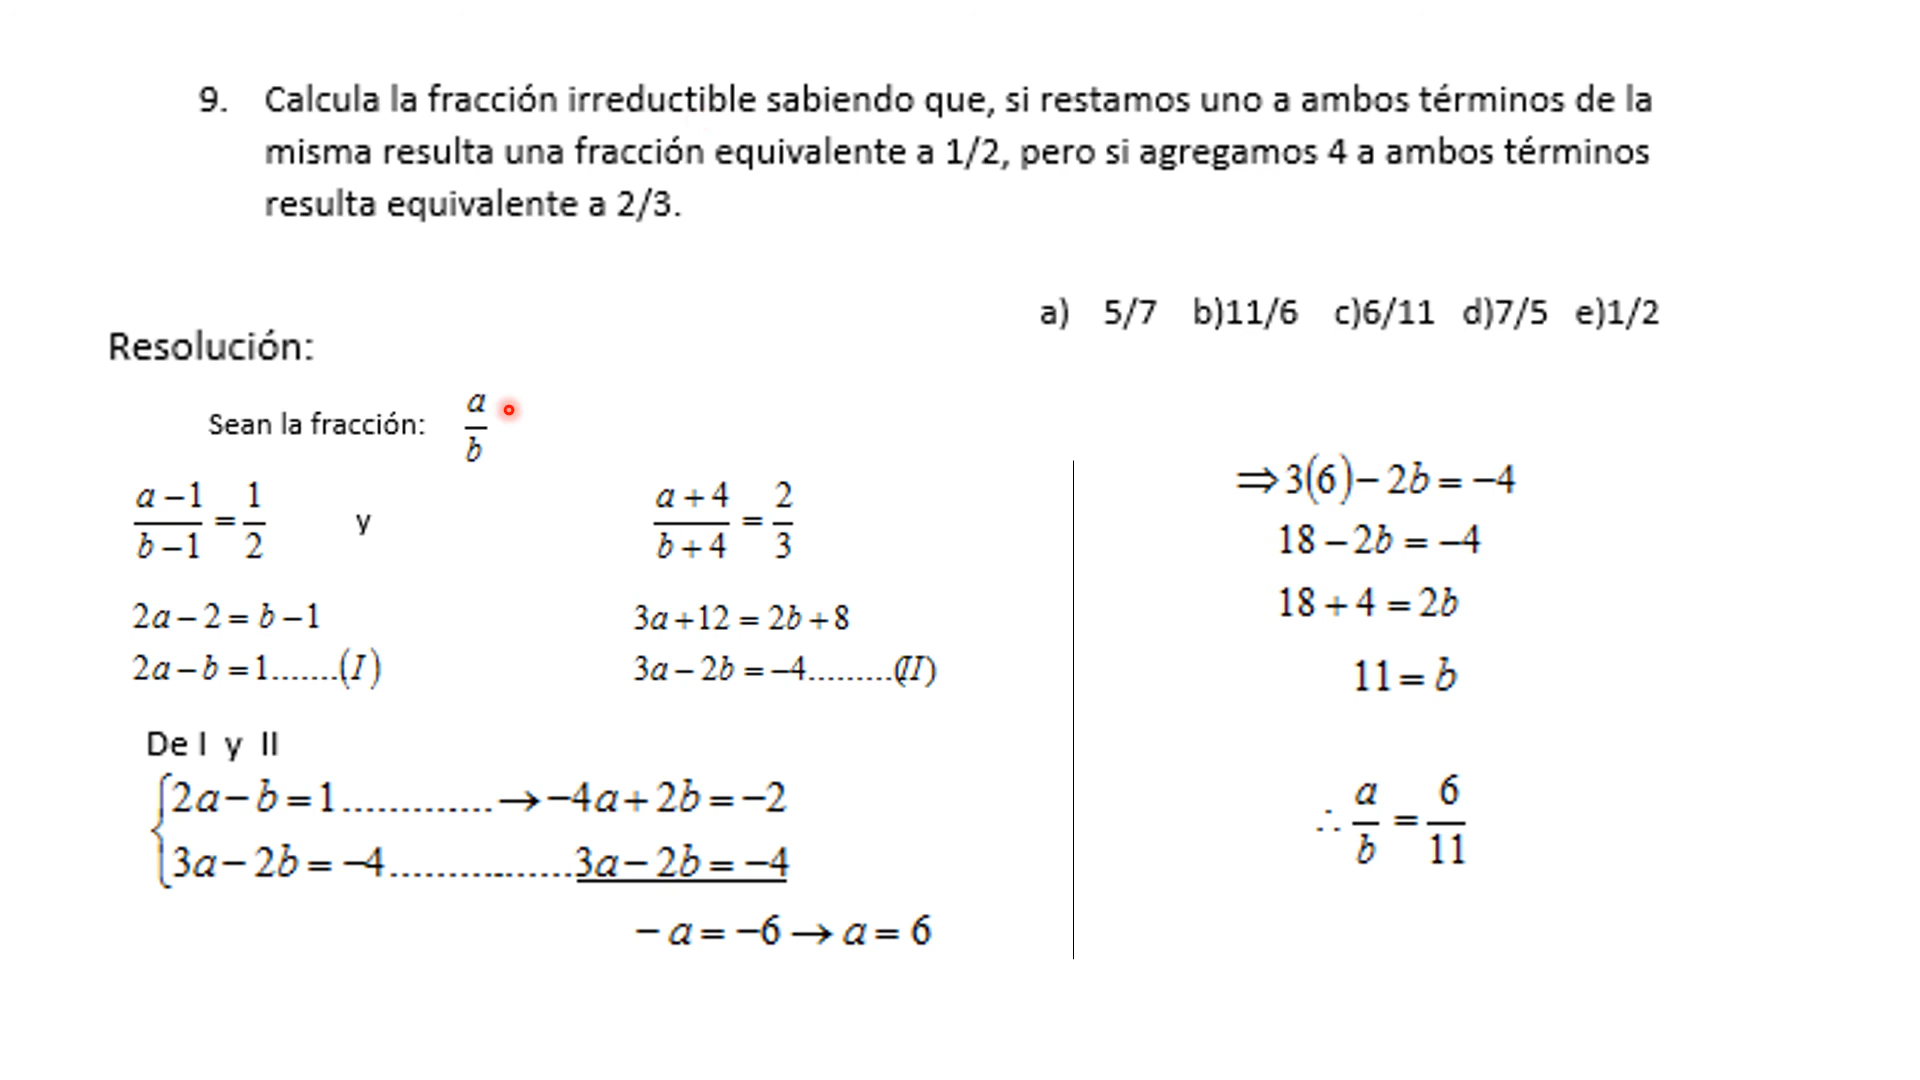 9. Calcula la fracción irreductible sabiendo que, si restamos uno a ambos términos de la
misma resulta una fracción equivalente a 1/2, pero si agregamos 4 a ambos términos
resulta equivalente a 2/3.
a) 5/7 b)11/6 c)6/11 d)7/5 e)1/2
Resolución:
Sean la fracción: a/b
(a−1)/(b−1) = 1/2 y (a+4)/(b+4) = 2/3
2a−2=b−1 3a+12=2b+8
2a−b=1.......(I) 3a−2b=−4.........(II)
De I y II
{2a−b=1.............→−4a+2b=−2
3a−2b=−4................3a−2b=−4
−a=−6→a=6
⇒3(6)−2b=−4
18−2b=−4
18+4=2b
11=b
∴ a/b = 6/11